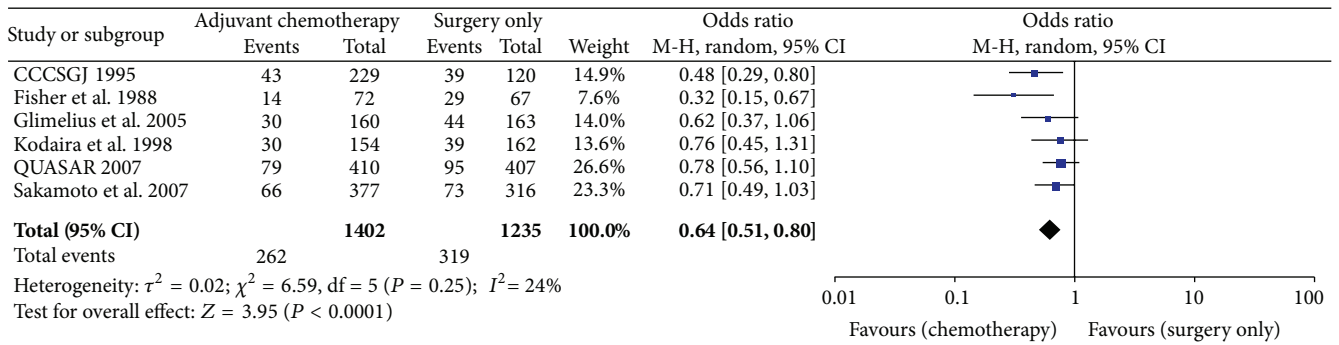 Study or subgroup Adjuvant chemotherapy Surgery only Weight Odds ratio Odds ratio
Events Total Events Total M-H, random, 95% CI M-H, random, 95% CI
CCCSGJ 1995 43 229 39 120 14.9% 0.48 [0.29, 0.80]
Fisher et al. 1988 14 72 29 67 7.6% 0.32 [0.15, 0.67]
Glimelius et al. 2005 30 160 44 163 14.0% 0.62 [0.37, 1.06]
Kodaira et al. 1998 30 154 39 162 13.6% 0.76 [0.45, 1.31]
QUASAR 2007 79 410 95 407 26.6% 0.78 [0.56, 1.10]
Sakamoto et al. 2007 66 377 73 316 23.3% 0.71 [0.49, 1.03]
Total (95% CI) 1402 1235 100.0% 0.64 [0.51, 0.80]
Total events 262 319
Heterogeneity: τ² = 0.02; χ² = 6.59, df = 5 (P = 0.25); I² = 24%
Test for overall effect: Z = 3.95 (P < 0.0001)
0.01 0.1 1 10 100
Favours (chemotherapy) Favours (surgery only)